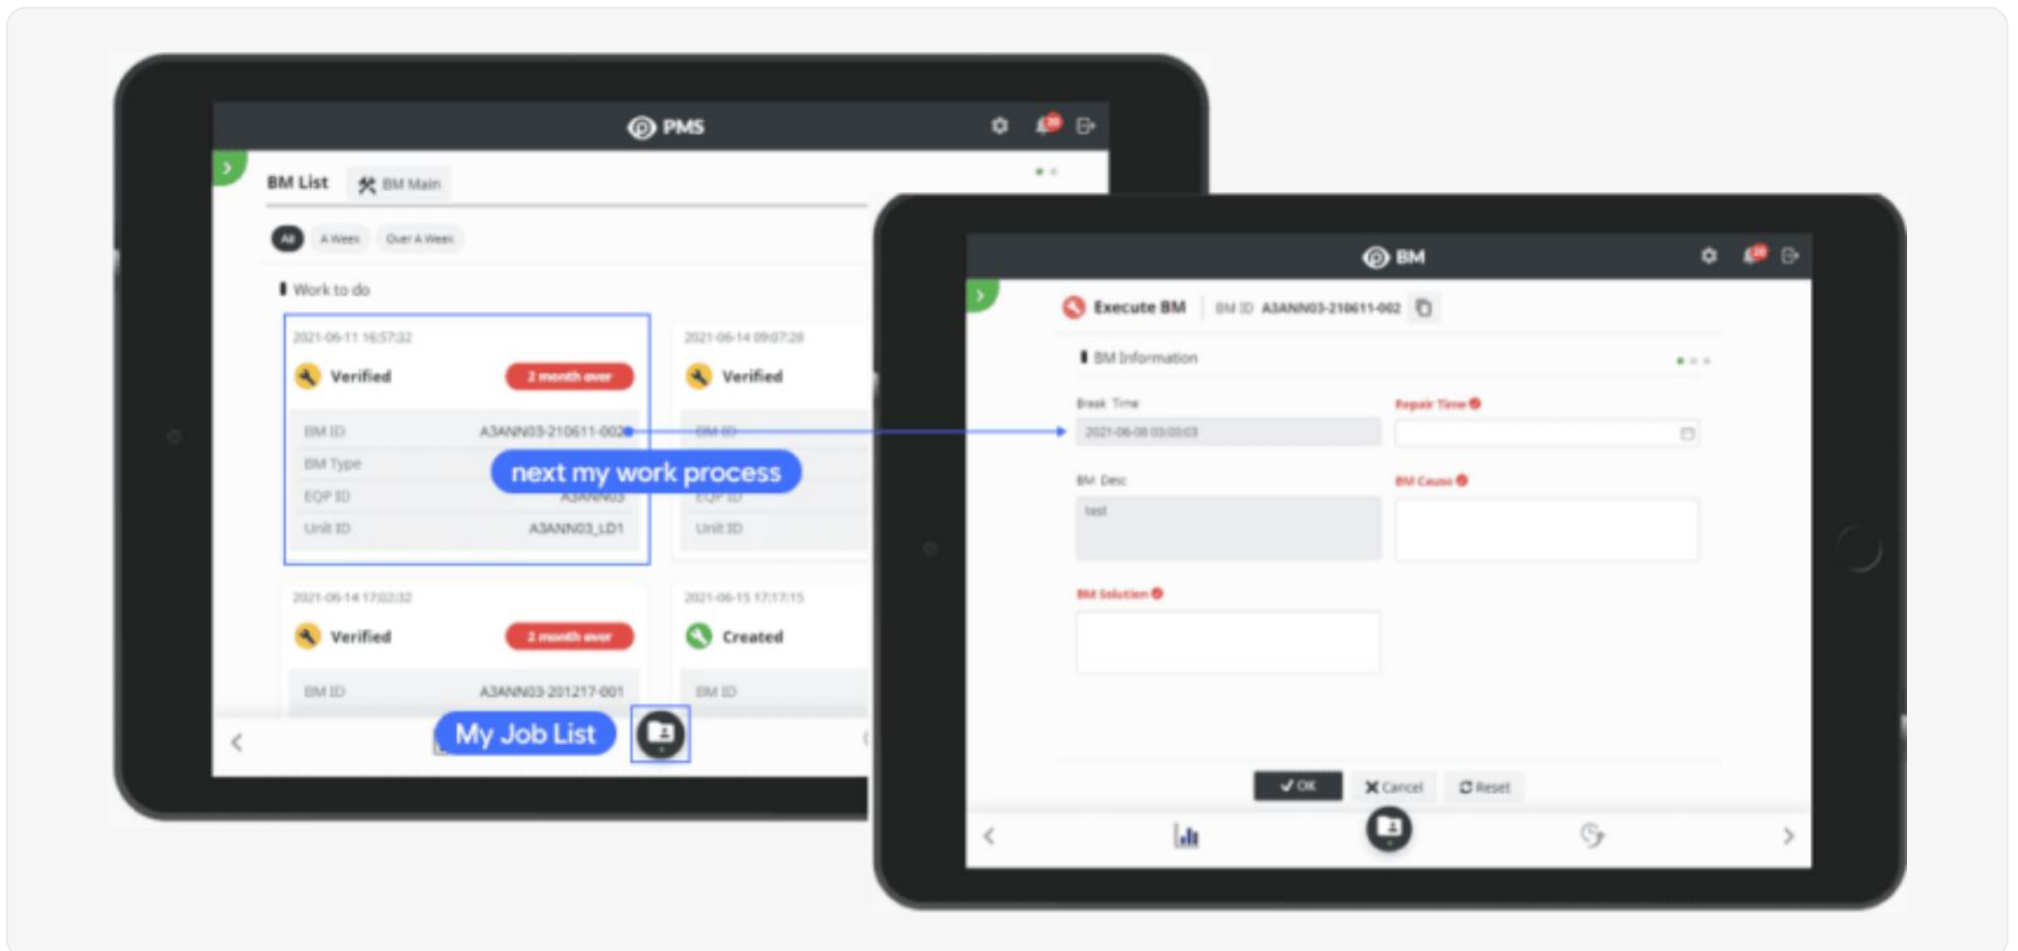 PMS
BM List
BM Main
All
A Week
Over A Week
Work to do
2021-06-11 16:57:32
Verified
2 month over
BM ID
A3ANN03-210611-002
BM Type
EQP ID
A3ANN03
Unit ID
A3ANN03_LD1
next my work process
2021-06-14 09:07:28
Verified
BM ID
EQP ID
Unit ID
2021-06-14 17:02:32
Verified
2 month over
BM ID
A3ANN03-201217-001
2021-06-15 17:17:15
Created
BM ID
My Job List
BM
Execute BM
BM ID A3ANN03-210611-002
BM Information
Break Time
2021-06-08 03:03:03
Repair Time
BM Desc
test
BM Cause
BM Solution
OK
Cancel
Reset